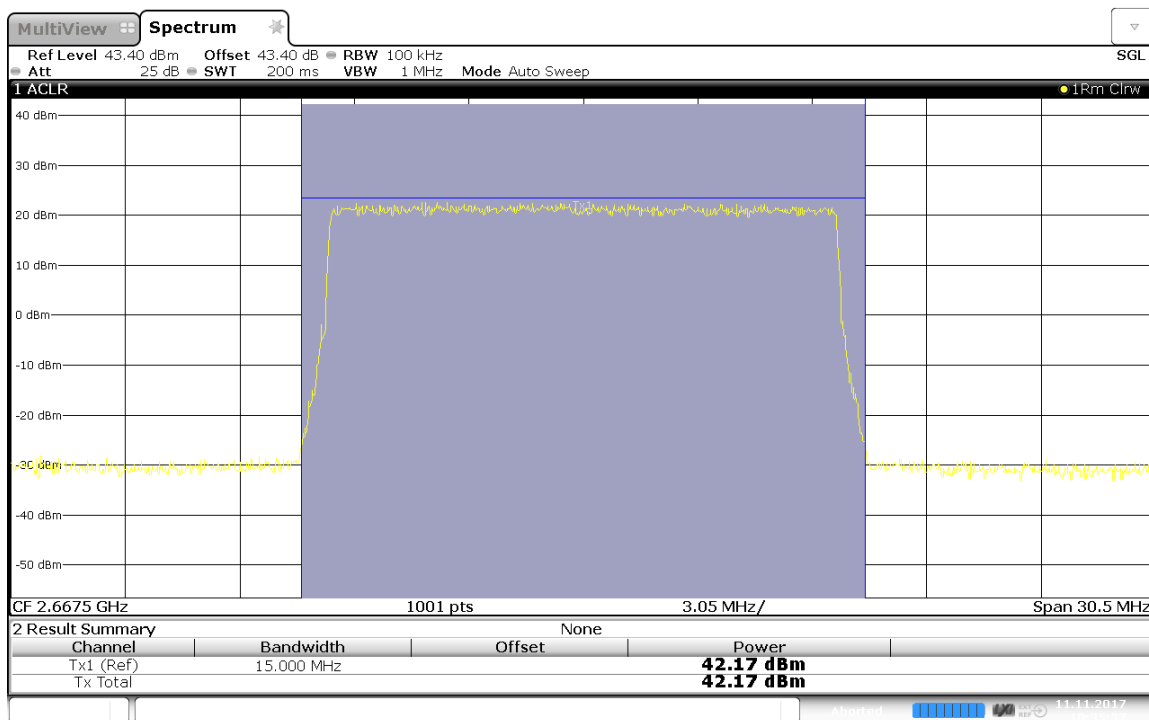 MultiView Spectrum
Ref Level 43.40 dBm Offset 43.40 dB RBW 100 kHz SGL
Att 25 dB SWT 200 ms VBW 1 MHz Mode Auto Sweep
1 ACLR 1Rm Clrw
40 dBm
30 dBm
20 dBm
Tx1
10 dBm
0 dBm
-10 dBm
-20 dBm
-30 dBm
-40 dBm
-50 dBm
CF 2.6675 GHz 1001 pts 3.05 MHz/ Span 30.5 MHz
2 Result Summary None
Channel Bandwidth Offset Power
Tx1 (Ref) 15.000 MHz 42.17 dBm
Tx Total 42.17 dBm
Aborted 11.11.2017